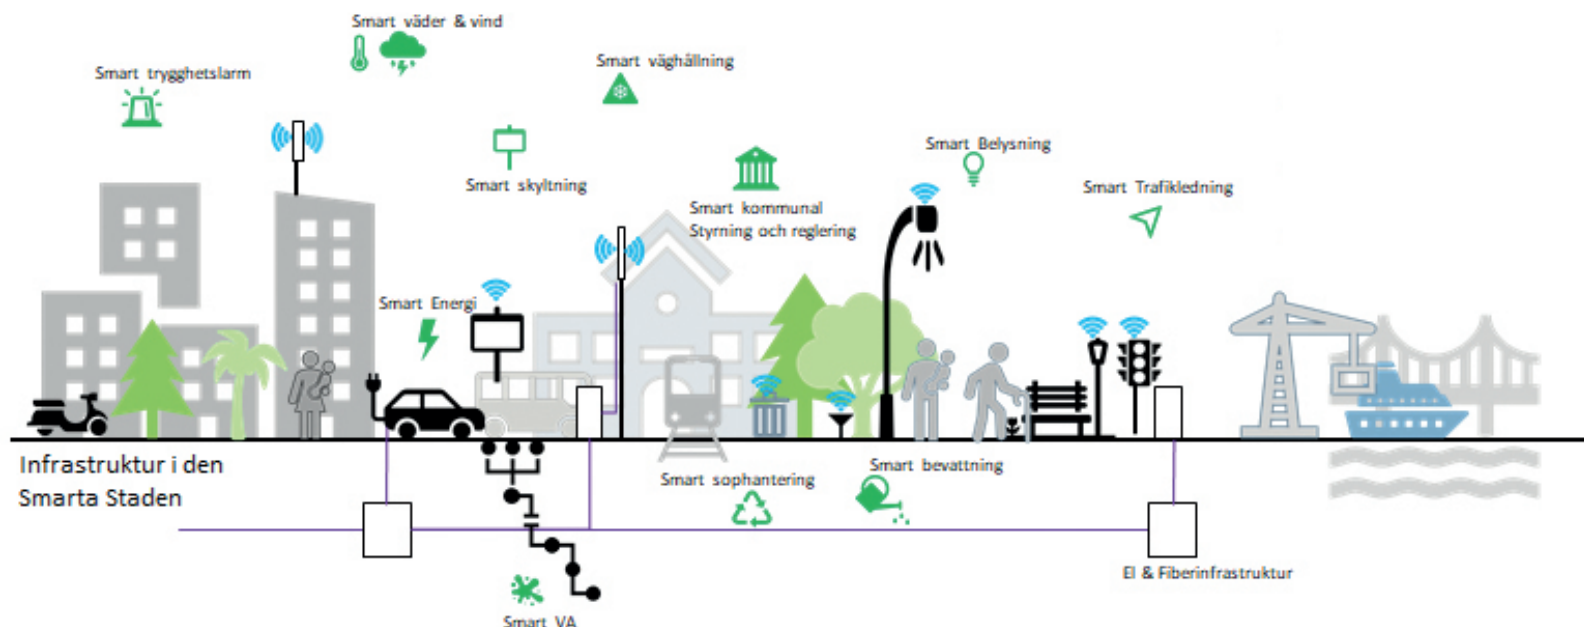 Smart väder & vind
Smart trygghetslarm
Smart väghållning
Smart skyltning
Smart kommunal
Styrning och reglering
Smart Belysning
Smart Trafikledning
Smart Energi
Infrastruktur i den
Smarta Staden
Smart sophantering
Smart bevattning
El & Fiberinfrastruktur
Smart VA